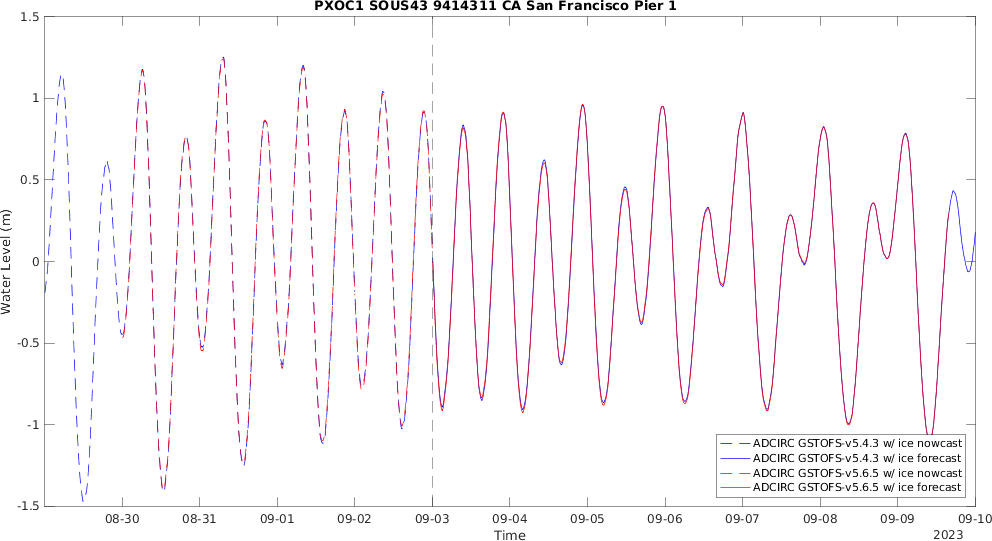 PXOC1 SOUS43 9414311 CA San Francisco Pier 1
1.5
1
0.5
0
-0.5
-1
-1.5
Water Level (m)
08-30 08-31 09-01 09-02 09-03 09-04 09-05 09-06 09-07 09-08 09-09 09-10
Time
2023
ADCIRC GSTOFS-v5.4.3 w/ ice nowcast
ADCIRC GSTOFS-v5.4.3 w/ ice forecast
ADCIRC GSTOFS-v5.6.5 w/ ice nowcast
ADCIRC GSTOFS-v5.6.5 w/ ice forecast